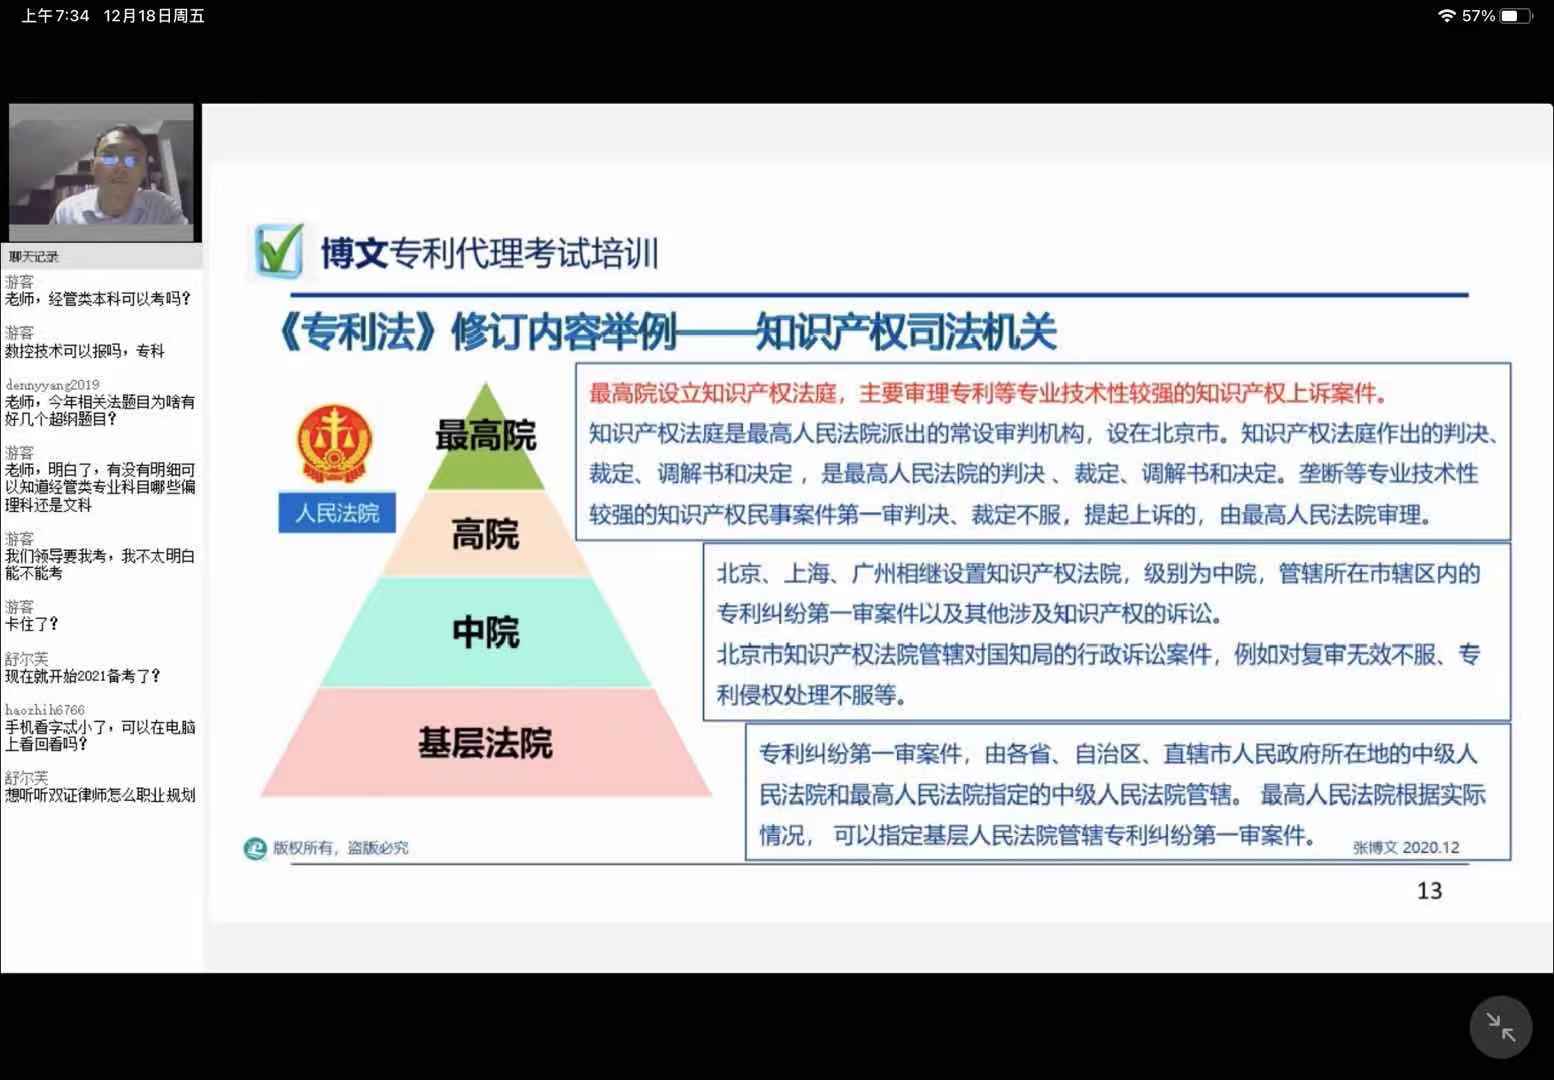 上午7:34 12月18日周五
57%
聊天记录
游客
老师，经管类本科可以考吗？
游客
数控技术可以报吗，专科
dennyyang2019
老师，今年相关法题目为啥有
好几个超纲题目？
游客
老师，明白了，有没有明细可
以知道经管类专业科目哪些偏
理科还是文科
游客
我们领导要我考，我不太明白
能不能考
游客
卡住了？
舒尔芙
现在就开始2021备考了？
haozhih6766
手机看字忒小了，可以在电脑
上看回看吗？
舒尔芙
想听听双证律师怎么职业规划
博文专利代理考试培训
《专利法》修订内容举例——知识产权司法机关
人民法院
最高院
高院
中院
基层法院
最高院设立知识产权法庭，主要审理专利等专业技术性较强的知识产权上诉案件。
知识产权法庭是最高人民法院派出的常设审判机构，设在北京市。知识产权法庭作出的判决、
裁定、调解书和决定 ，是最高人民法院的判决 、裁定、调解书和决定。垄断等专业技术性
较强的知识产权民事案件第一审判决、裁定不服，提起上诉的，由最高人民法院审理。
北京、上海、广州相继设置知识产权法院，级别为中院，管辖所在市辖区内的
专利纠纷第一审案件以及其他涉及知识产权的诉讼。
北京市知识产权法院管辖对国知局的行政诉讼案件，例如对复审无效不服、专
利侵权处理不服等。
专利纠纷第一审案件，由各省、自治区、直辖市人民政府所在地的中级人
民法院和最高人民法院指定的中级人民法院管辖。 最高人民法院根据实际
情况， 可以指定基层人民法院管辖专利纠纷第一审案件。
版权所有，盗版必究
张博文 2020.12
13